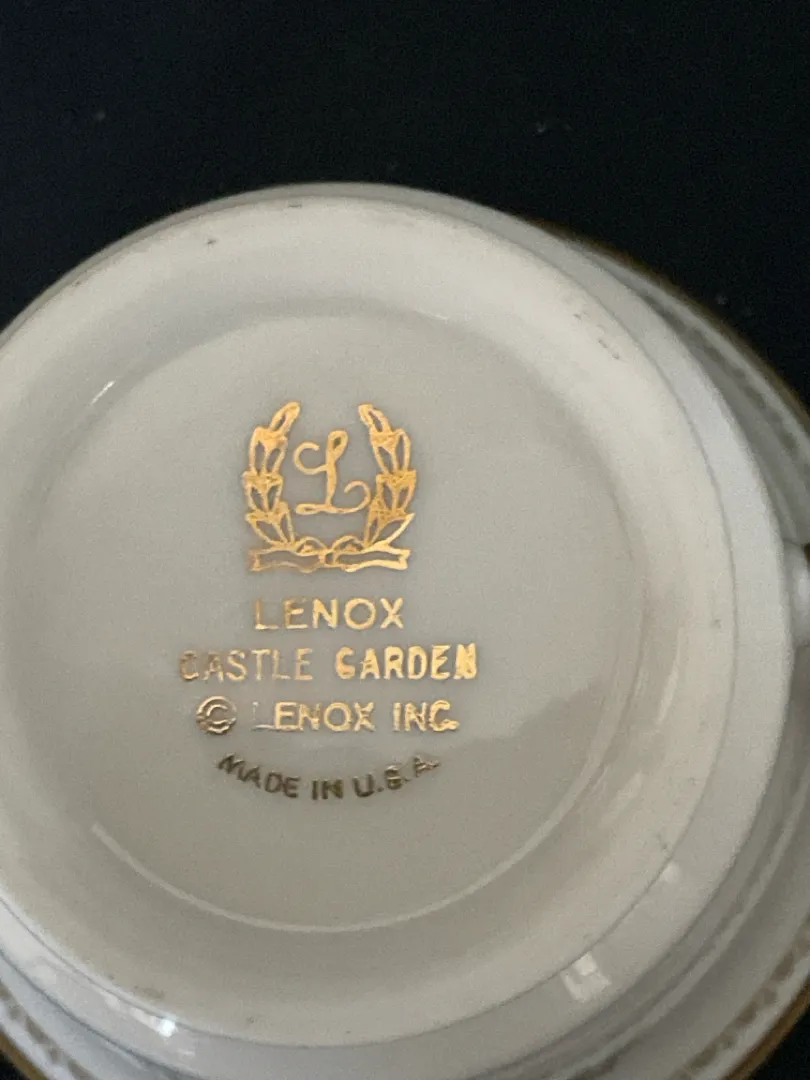 L
LENOX
CASTLE GARDEN
© LENOX INC
MADE IN U.S.A.